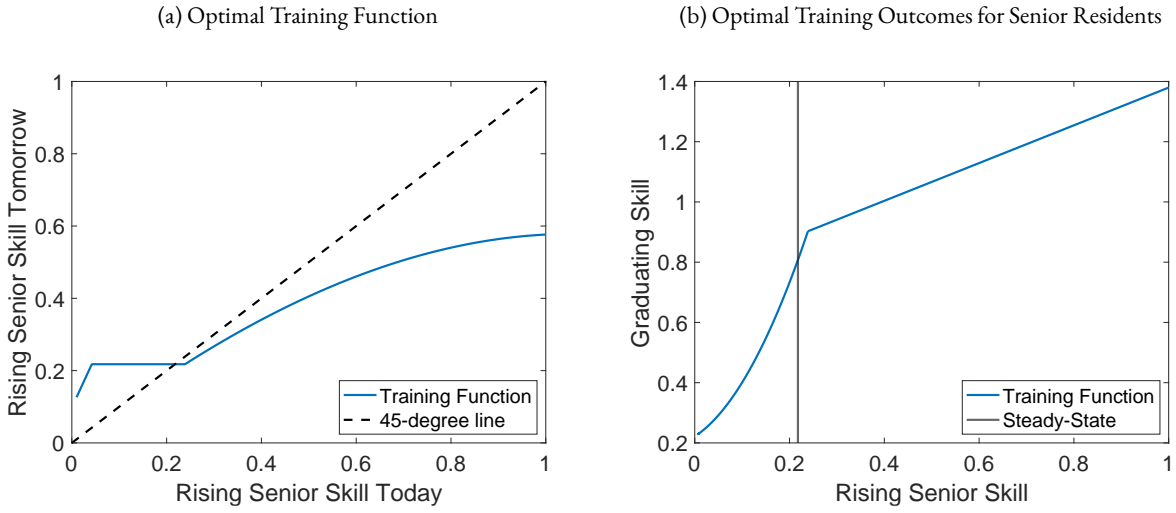 (a) Optimal Training Function
Rising Senior Skill Tomorrow
1
0.8
0.6
0.4
0.2
0
0
0.2
0.4
0.6
0.8
1
Training Function
45-degree line
Rising Senior Skill Today
(b) Optimal Training Outcomes for Senior Residents
Graduating Skill
1.4
1.2
1
0.8
0.6
0.4
0.2
0
0.2
0.4
0.6
0.8
1
Training Function
Steady-State
Rising Senior Skill